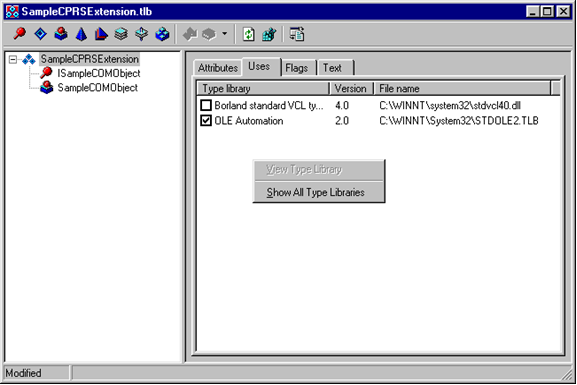 SampleCPRSExtension.tlb
SampleCPRSExtension
ISampleCOMObject
SampleCOMObject
Attributes Uses Flags Text
Type library Version File name
Borland standard VCL ty... 4.0 C:\WINNT\system32\stdvcl40.dll
OLE Automation 2.0 C:\WINNT\System32\STDOLE2.TLB
View Type Library
Show All Type Libraries
Modified